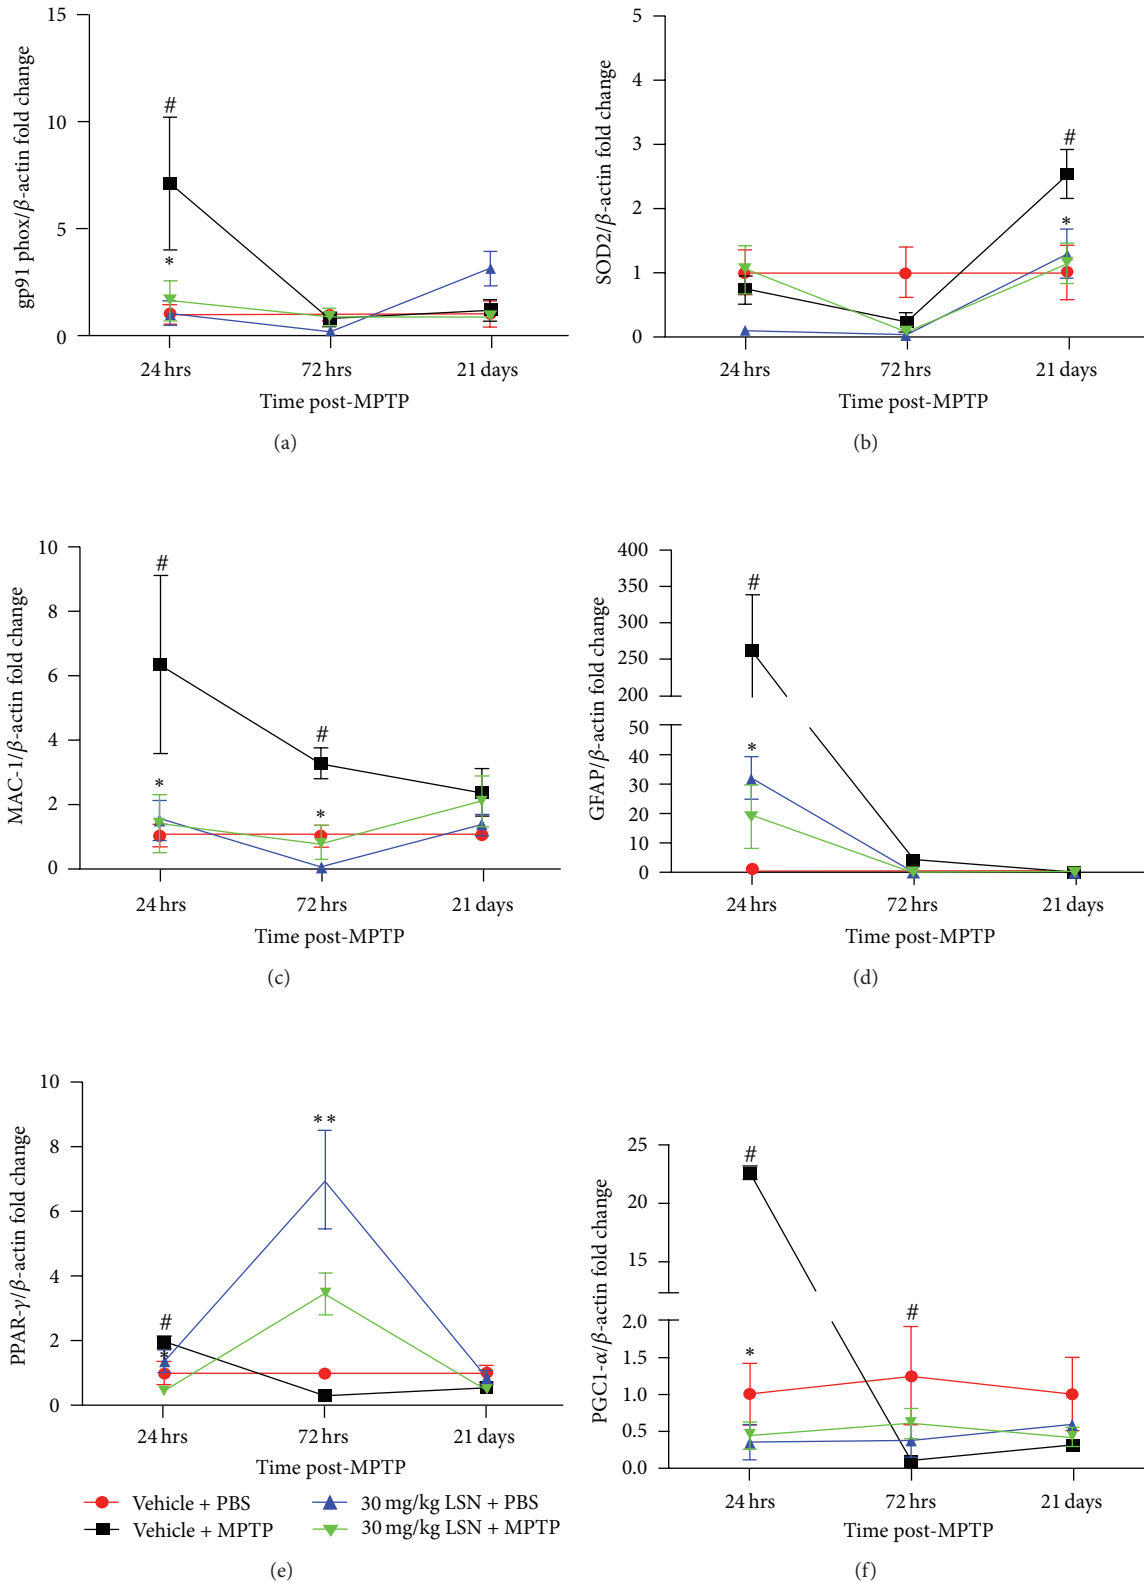 15
10
5
0
gp91 phox/β-actin fold change
#
*
24 hrs 72 hrs 21 days
Time post-MPTP
(a)
5
4
3
2
1
0
SOD2/β-actin fold change
#
*
24 hrs 72 hrs 21 days
Time post-MPTP
(b)
10
8
6
4
2
0
MAC-1/β-actin fold change
#
#
*
*
24 hrs 72 hrs 21 days
Time post-MPTP
(c)
400
350
300
250
200
50
40
30
20
10
0
GFAP/β-actin fold change
#
*
24 hrs 72 hrs 21 days
Time post-MPTP
(d)
10
8
6
4
2
0
PPAR-γ/β-actin fold change
**
#
*
24 hrs 72 hrs 21 days
Time post-MPTP
Vehicle + PBS
Vehicle + MPTP
30 mg/kg LSN + PBS
30 mg/kg LSN + MPTP
(e)
25
20
15
2.0
1.5
1.0
0.5
0.0
PGC1-α/β-actin fold change
#
#
*
24 hrs 72 hrs 21 days
Time post-MPTP
(f)